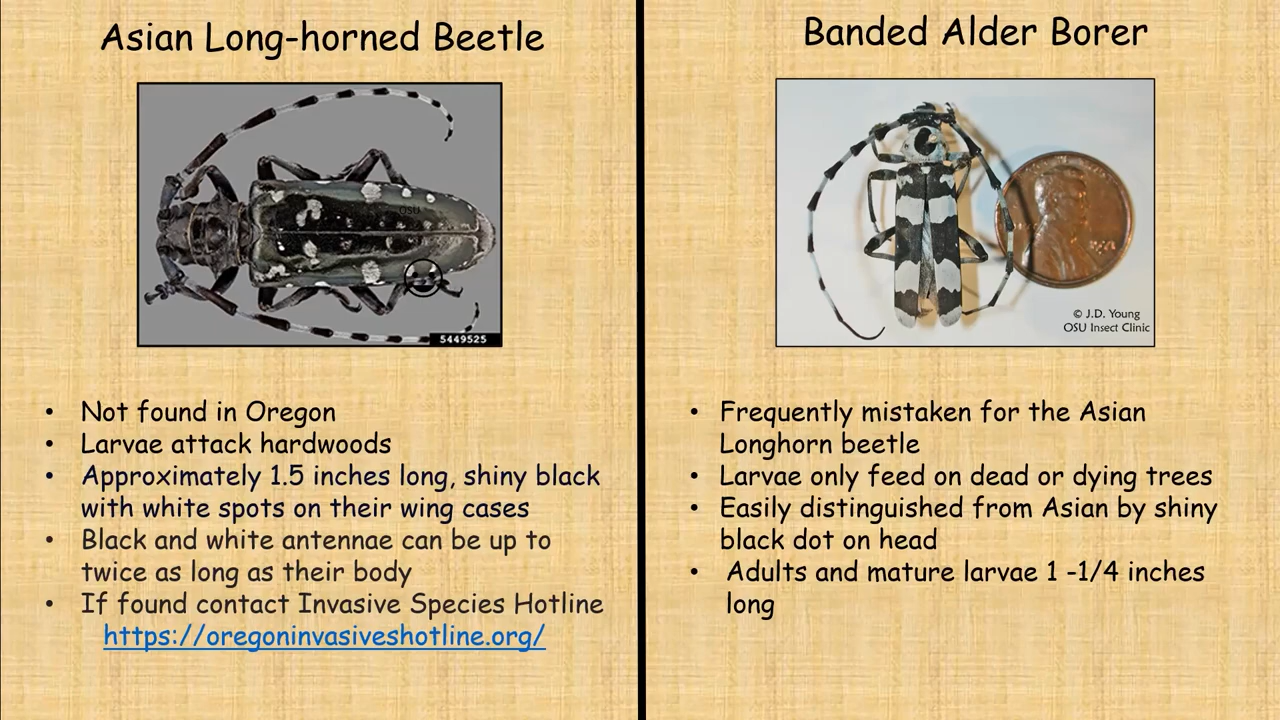 Asian Long-horned Beetle
OSU
5449525
• Not found in Oregon
• Larvae attack hardwoods
• Approximately 1.5 inches long, shiny black
with white spots on their wing cases
• Black and white antennae can be up to
twice as long as their body
• If found contact Invasive Species Hotline
https://oregoninvasiveshotline.org/
Banded Alder Borer
© J.D. Young
OSU Insect Clinic
• Frequently mistaken for the Asian
Longhorn beetle
• Larvae only feed on dead or dying trees
• Easily distinguished from Asian by shiny
black dot on head
• Adults and mature larvae 1 -1/4 inches
long